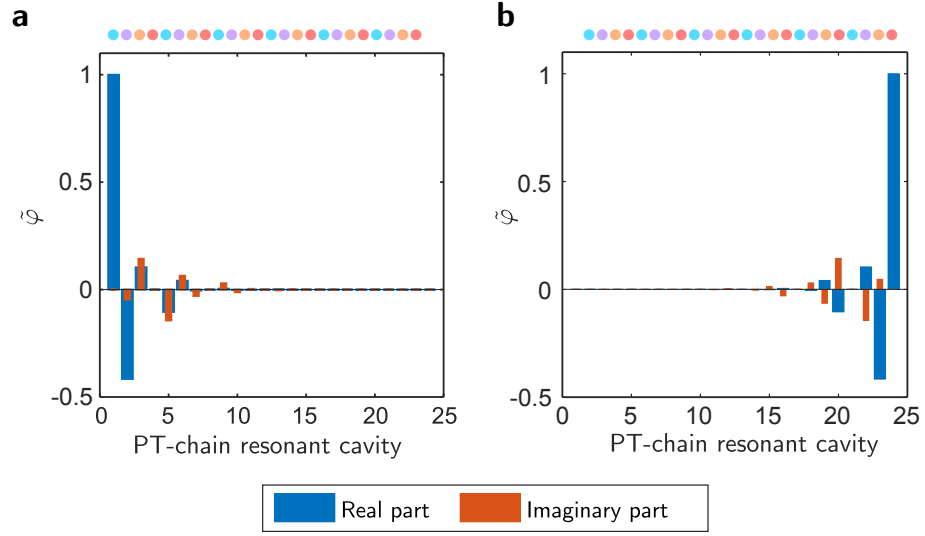 a
b
1
0.5
0
-0.5
φ̃
0 5 10 15 20 25
PT-chain resonant cavity
1
0.5
0
-0.5
φ̃
0 5 10 15 20 25
PT-chain resonant cavity
Real part Imaginary part